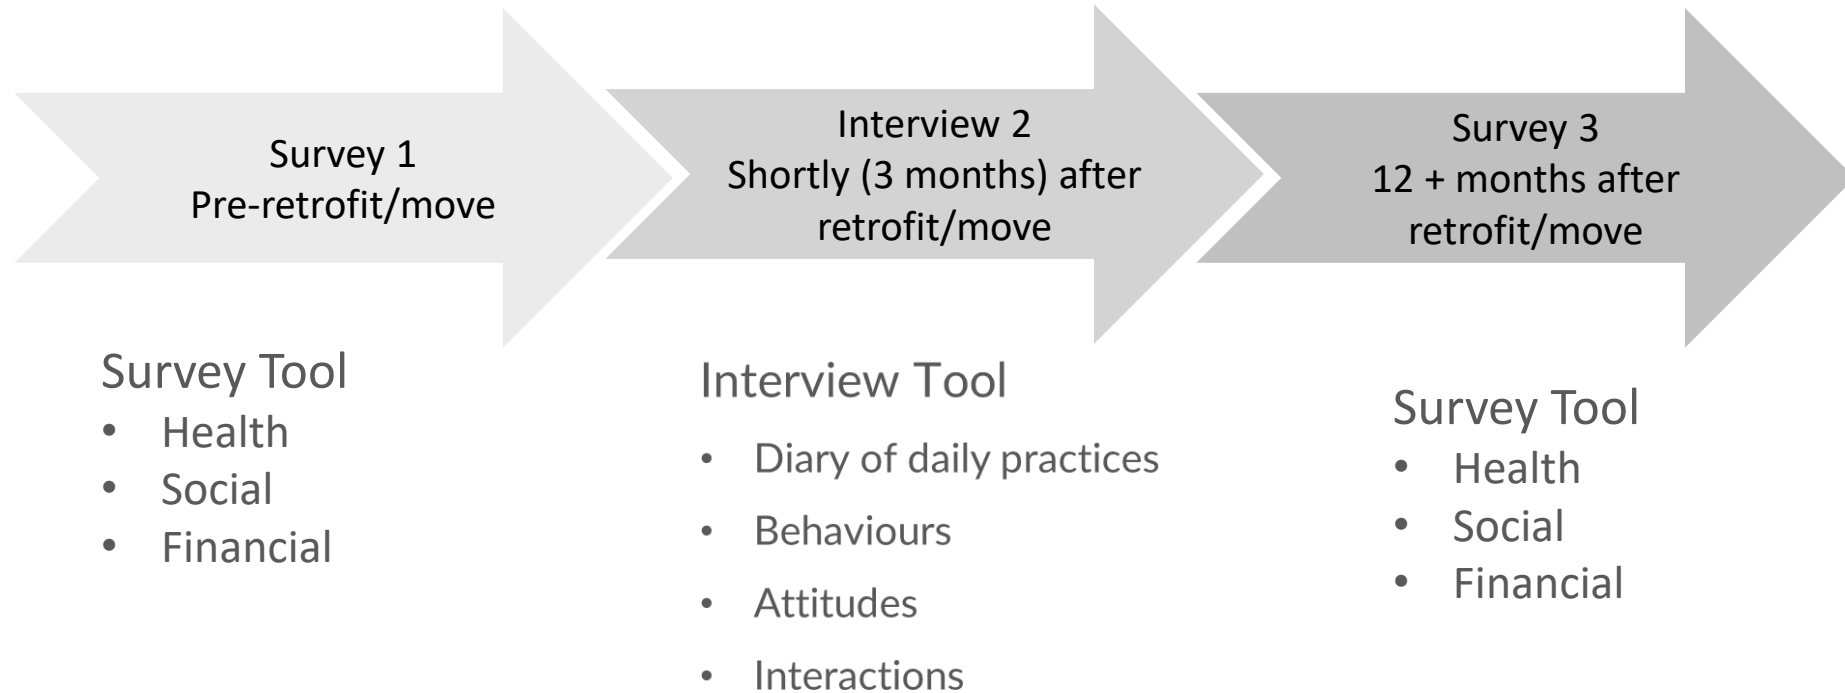 Survey 1
Pre-retrofit/move
Interview 2
Shortly (3 months) after
retrofit/move
Survey 3
12 + months after
retrofit/move
Survey Tool
• Health
• Social
• Financial
Interview Tool
• Diary of daily practices
• Behaviours
• Attitudes
• Interactions
Survey Tool
• Health
• Social
• Financial